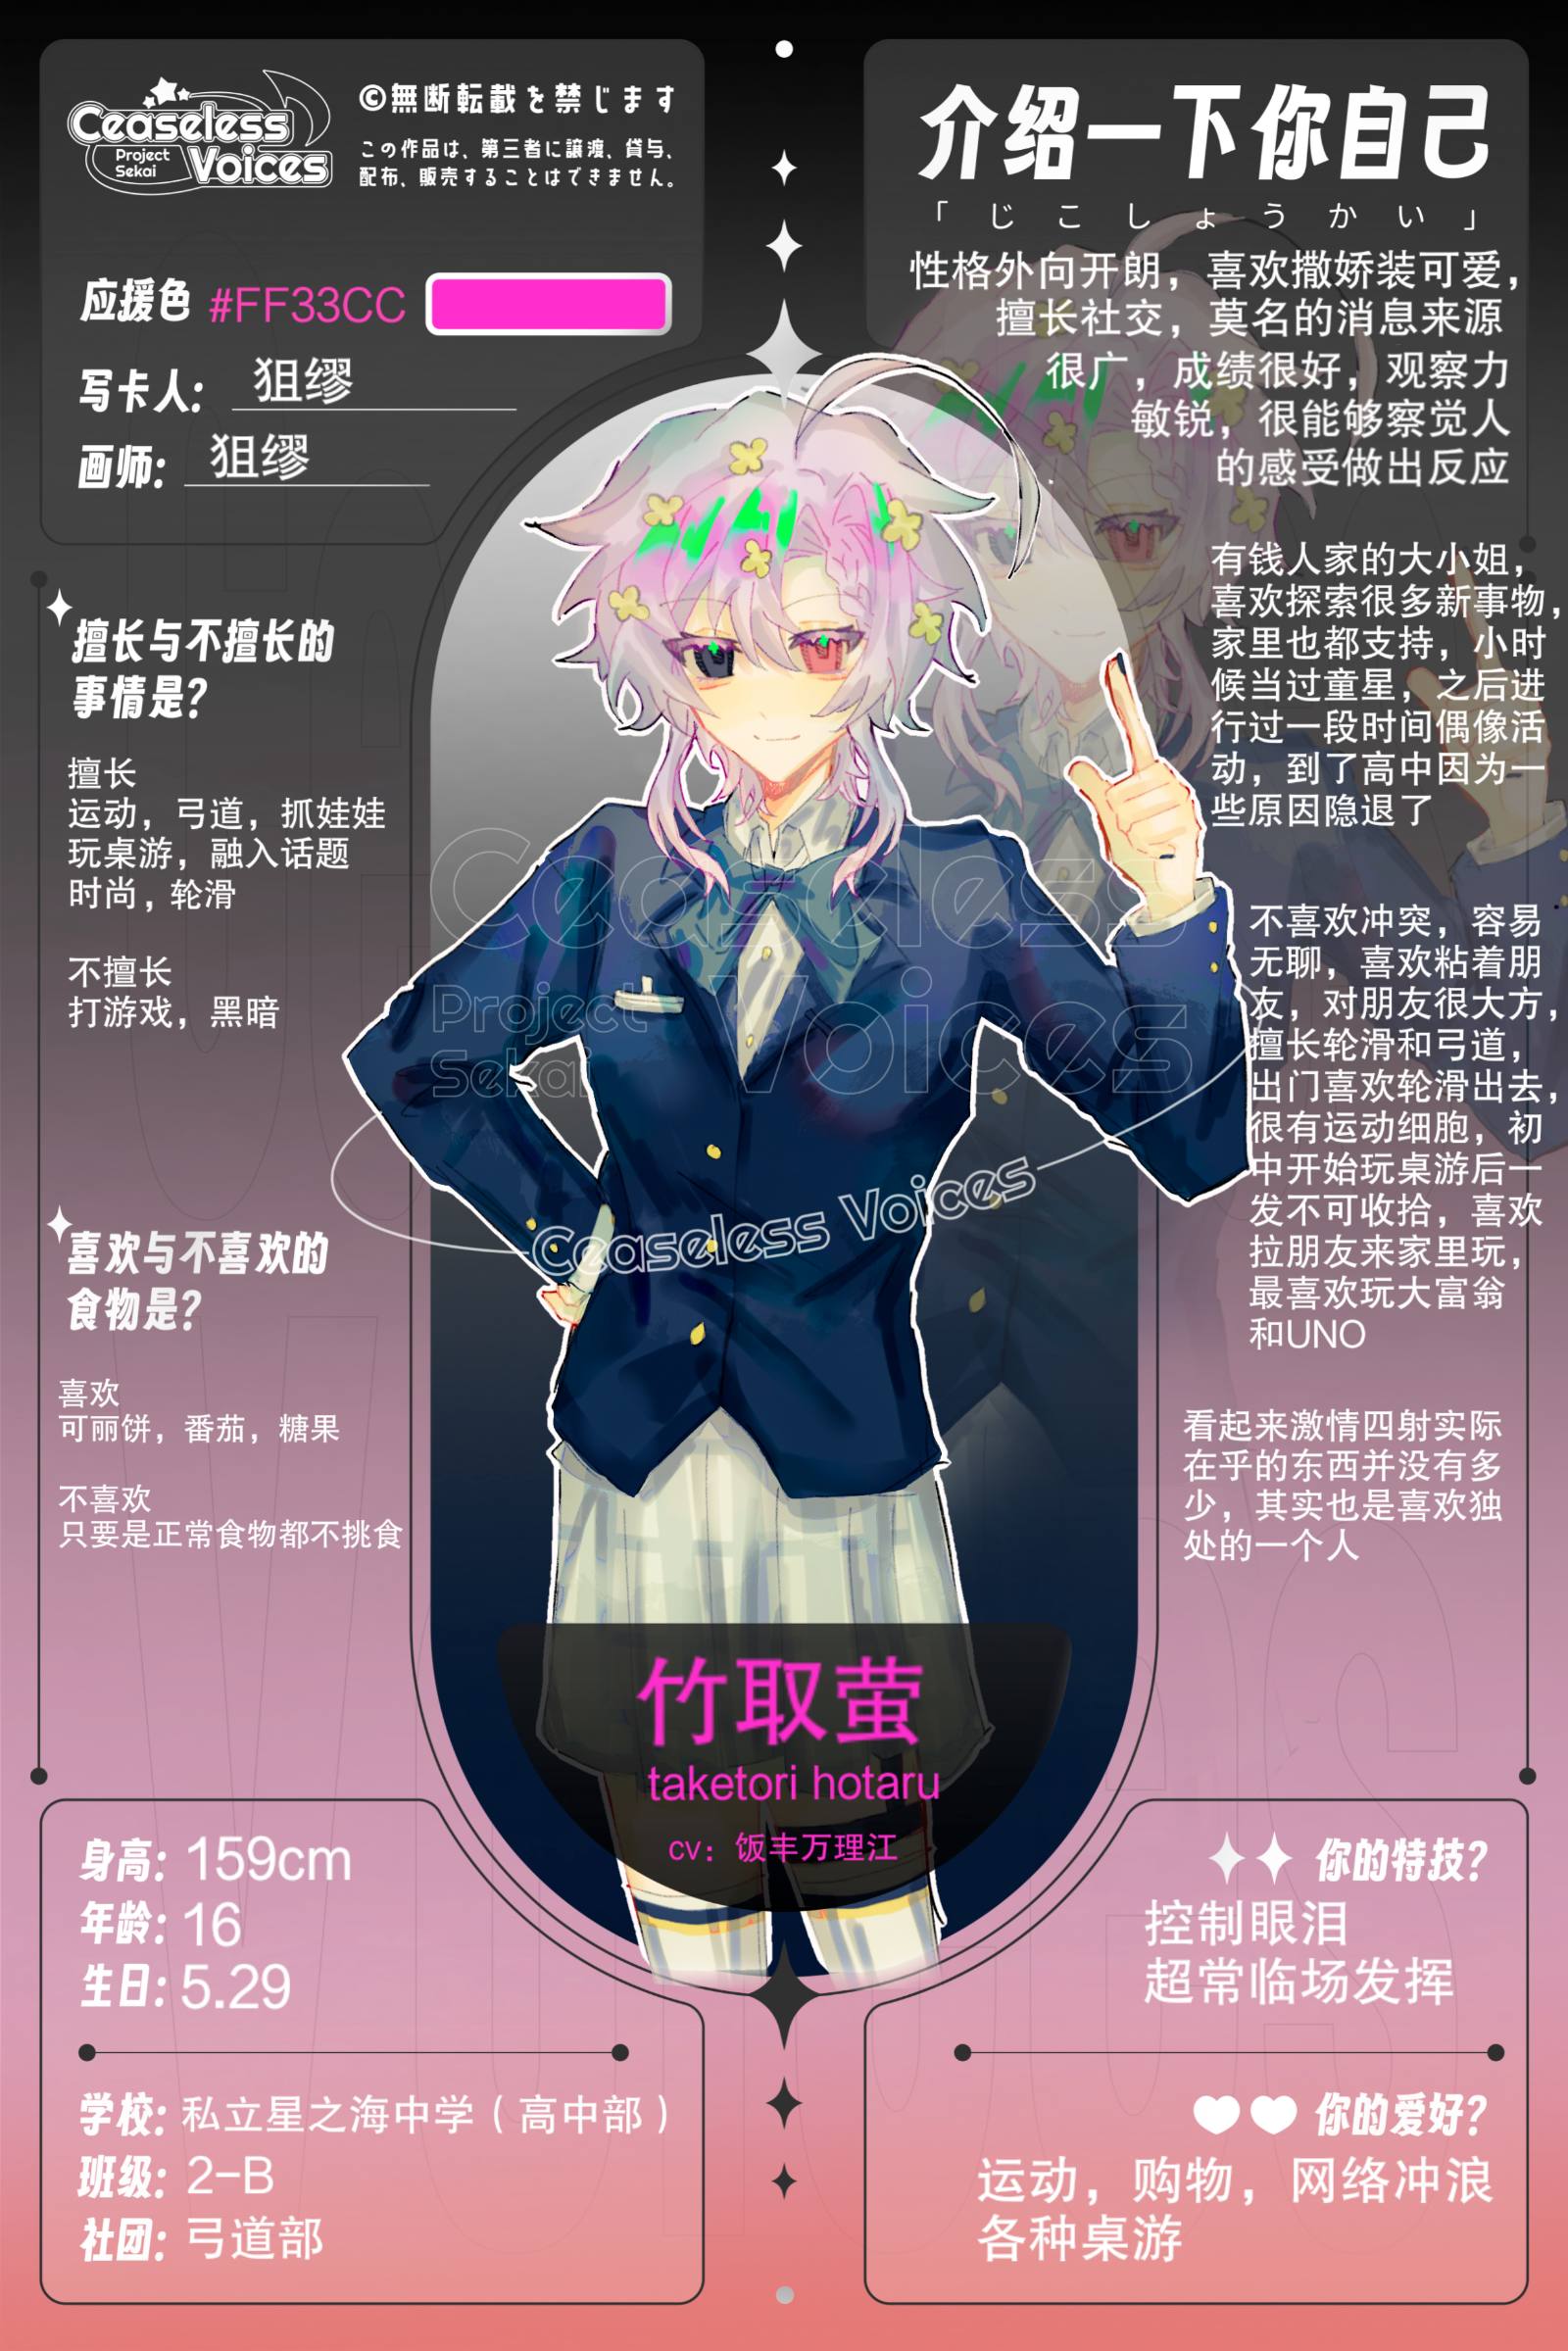 Ceaseless
Project
Sekai
Voices
©無断転載を禁じます
この作品は、第三者に譲渡、貸与、
配布、販売することはできません。
应援色 #FF33CC
写卡人: 狙缪
画师: 狙缪
介绍一下你自己
「じこしょうかい」
性格外向开朗，喜欢撒娇装可爱，
擅长社交，莫名的消息来源
很广，成绩很好，观察力
敏锐，很能够察觉人
的感受做出反应
有钱人家的大小姐，
喜欢探索很多新事物，
家里也都支持，小时
候当过童星，之后进
行过一段时间偶像活
动，到了高中因为一
些原因隐退了
不喜欢冲突，容易
无聊，喜欢粘着朋
友，对朋友很大方，
擅长轮滑和弓道，
出门喜欢轮滑出去，
很有运动细胞，初
中开始玩桌游后一
发不可收拾，喜欢
拉朋友来家里玩，
最喜欢玩大富翁
和UNO
看起来激情四射实际
在乎的东西并没有多
少，其实也是喜欢独
处的一个人
擅长与不擅长的
事情是？
擅长
运动，弓道，抓娃娃
玩桌游，融入话题
时尚，轮滑
不擅长
打游戏，黑暗
喜欢与不喜欢的
食物是？
喜欢
可丽饼，番茄，糖果
不喜欢
只要是正常食物都不挑食
Ceaseless
Project
Sekai
Voices
Ceaseless Voices
竹取萤
taketori hotaru
cv：饭丰万理江
身高: 159cm
年龄: 16
生日: 5.29
学校: 私立星之海中学（高中部）
班级: 2-B
社团: 弓道部
你的特技？
控制眼泪
超常临场发挥
你的爱好？
运动，购物，网络冲浪
各种桌游